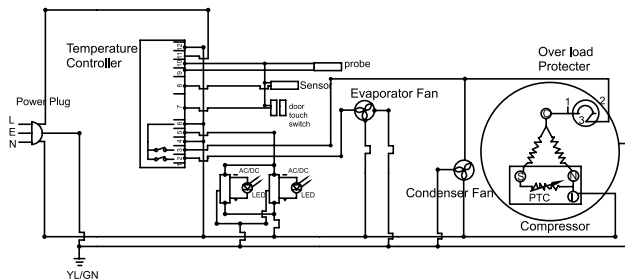 Temperature
Controller
12
11
10
9
8
7
6
5
4
3
2
1
probe
Sensor
door
touch
switch
Over load
Protecter
1
2
3
Power Plug
L
E
N
Evaporator Fan
AC/DC
LED
AC/DC
LED
Condenser Fan
S
N
PTC
Compressor
YL/GN